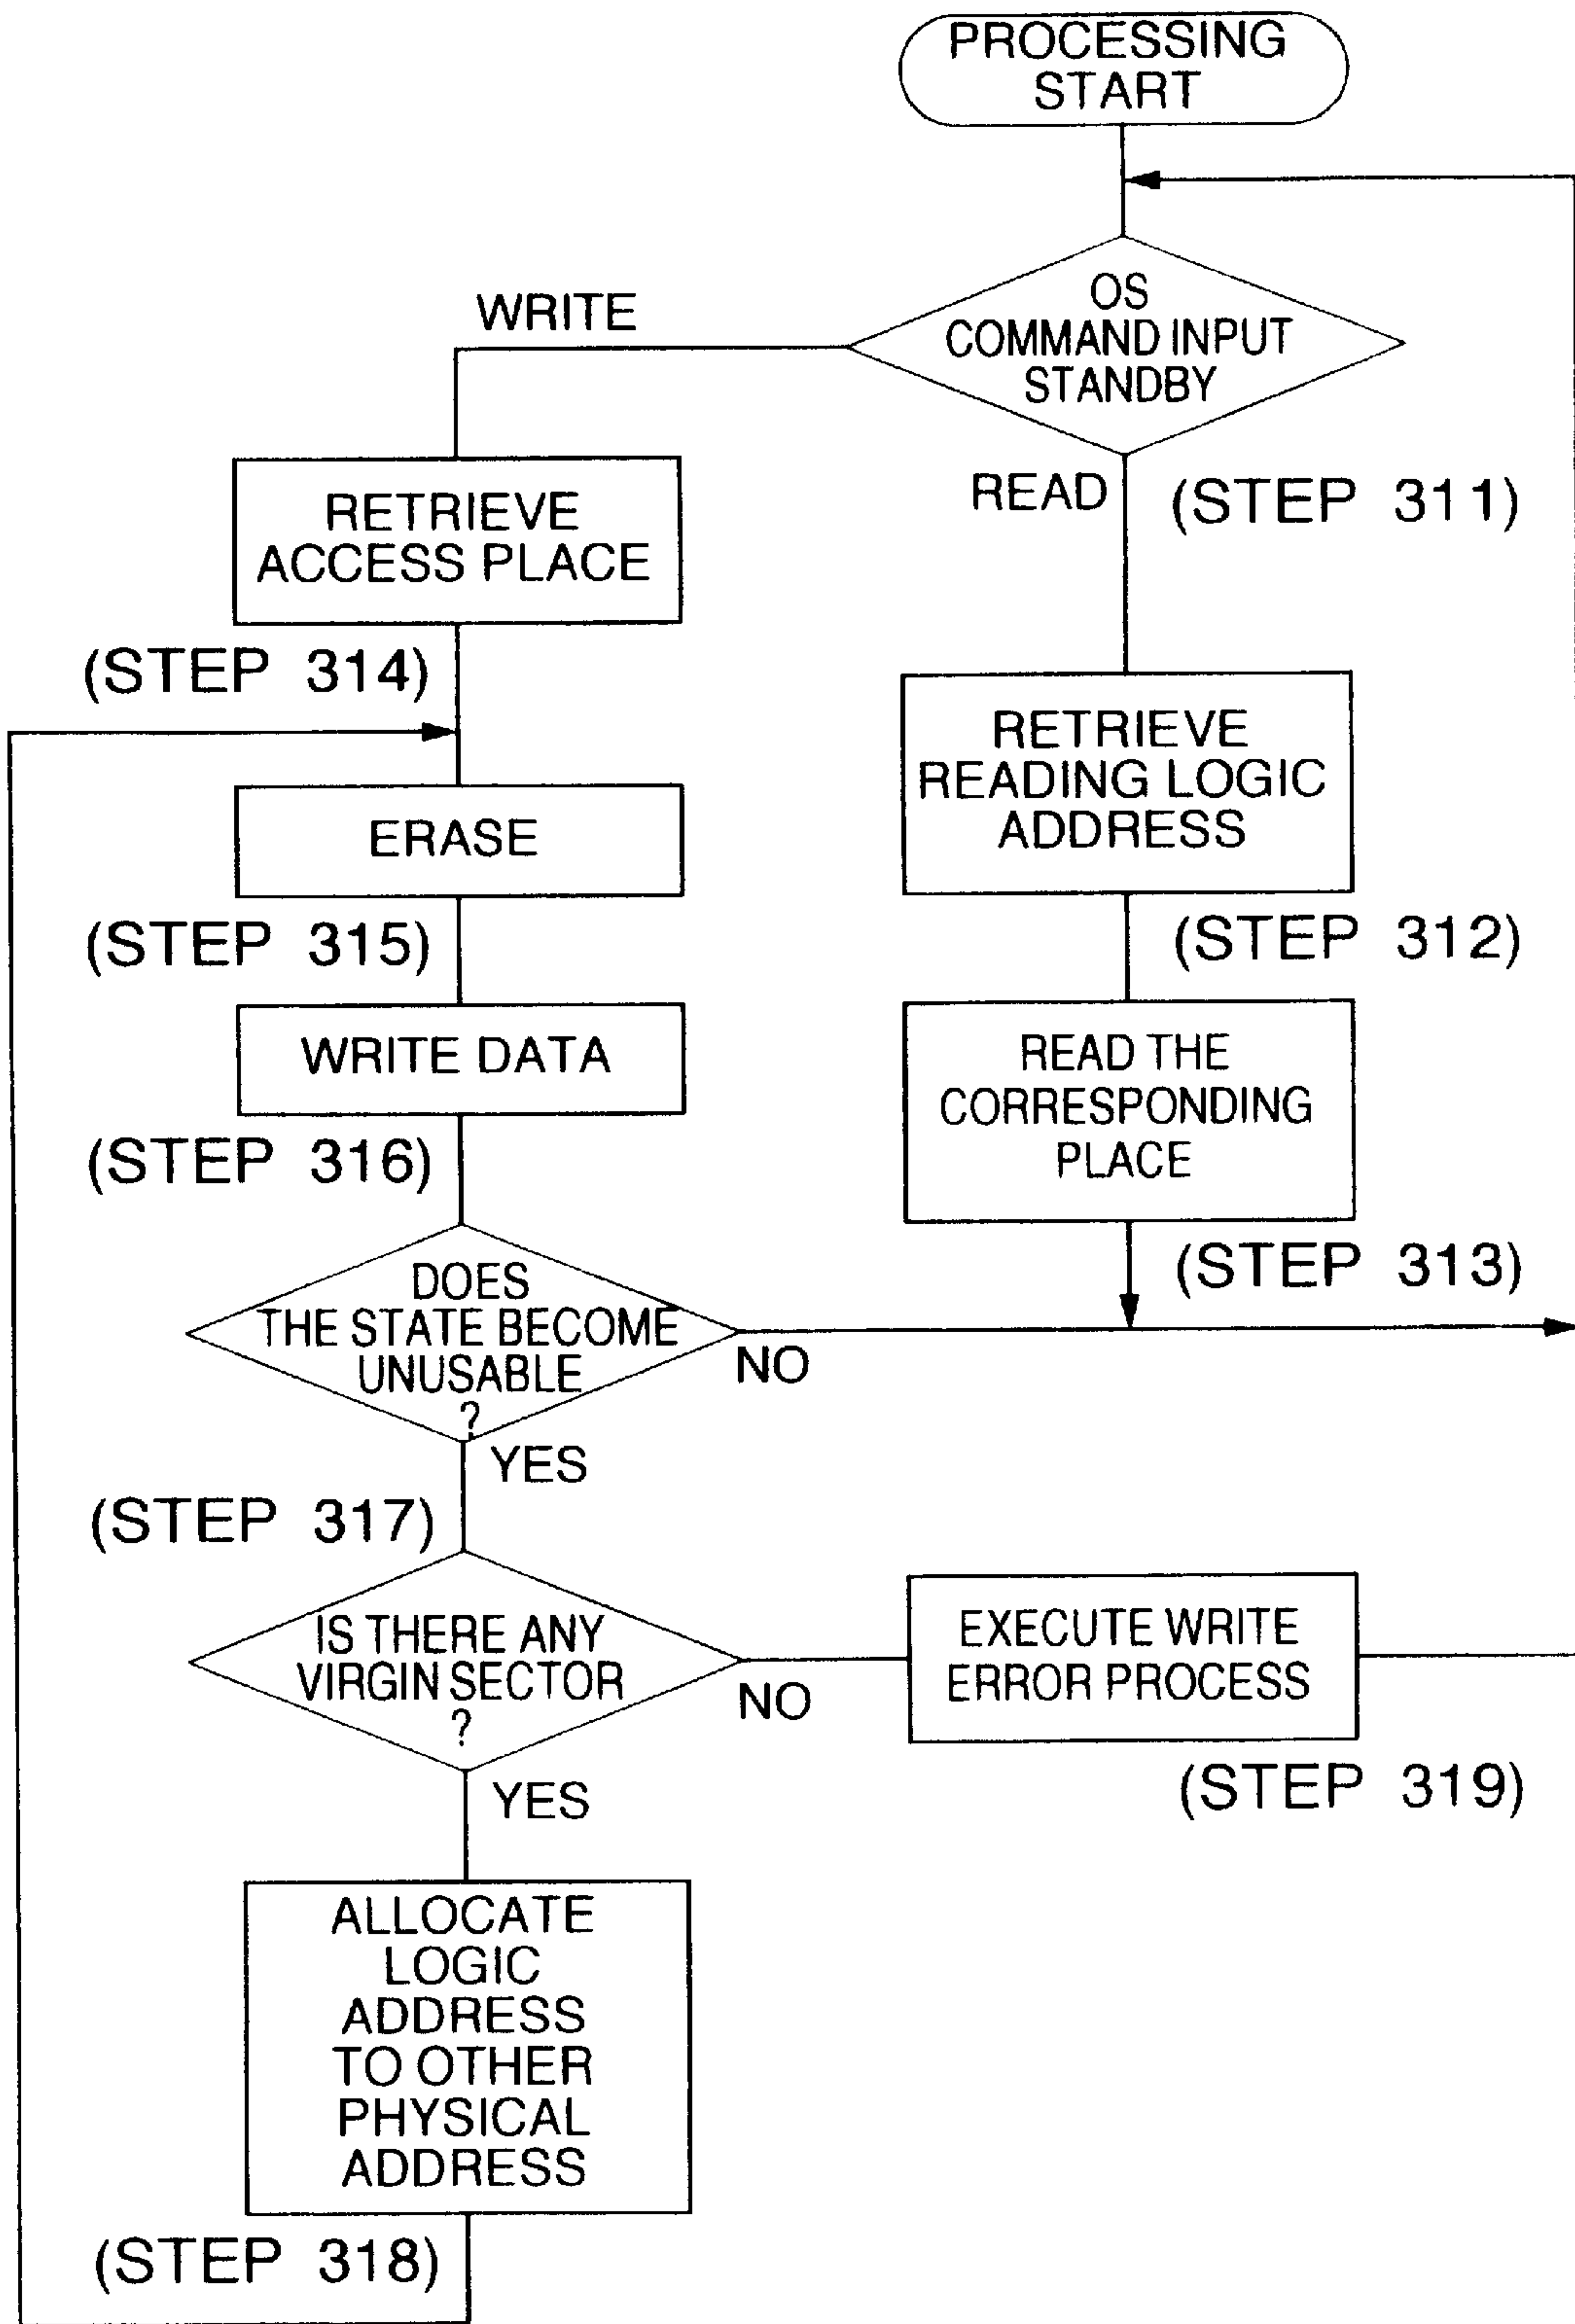 PROCESSING
START
OS
COMMAND INPUT
STANDBY
WRITE
READ
(STEP 311)
RETRIEVE
ACCESS PLACE
(STEP 314)
RETRIEVE
READING LOGIC
ADDRESS
(STEP 312)
ERASE
(STEP 315)
WRITE DATA
(STEP 316)
READ THE
CORRESPONDING
PLACE
(STEP 313)
DOES
THE STATE BECOME
UNUSABLE
?
NO
YES
(STEP 317)
IS THERE ANY
VIRGIN SECTOR
?
NO
YES
EXECUTE WRITE
ERROR PROCESS
(STEP 319)
ALLOCATE
LOGIC
ADDRESS
TO OTHER
PHYSICAL
ADDRESS
(STEP 318)